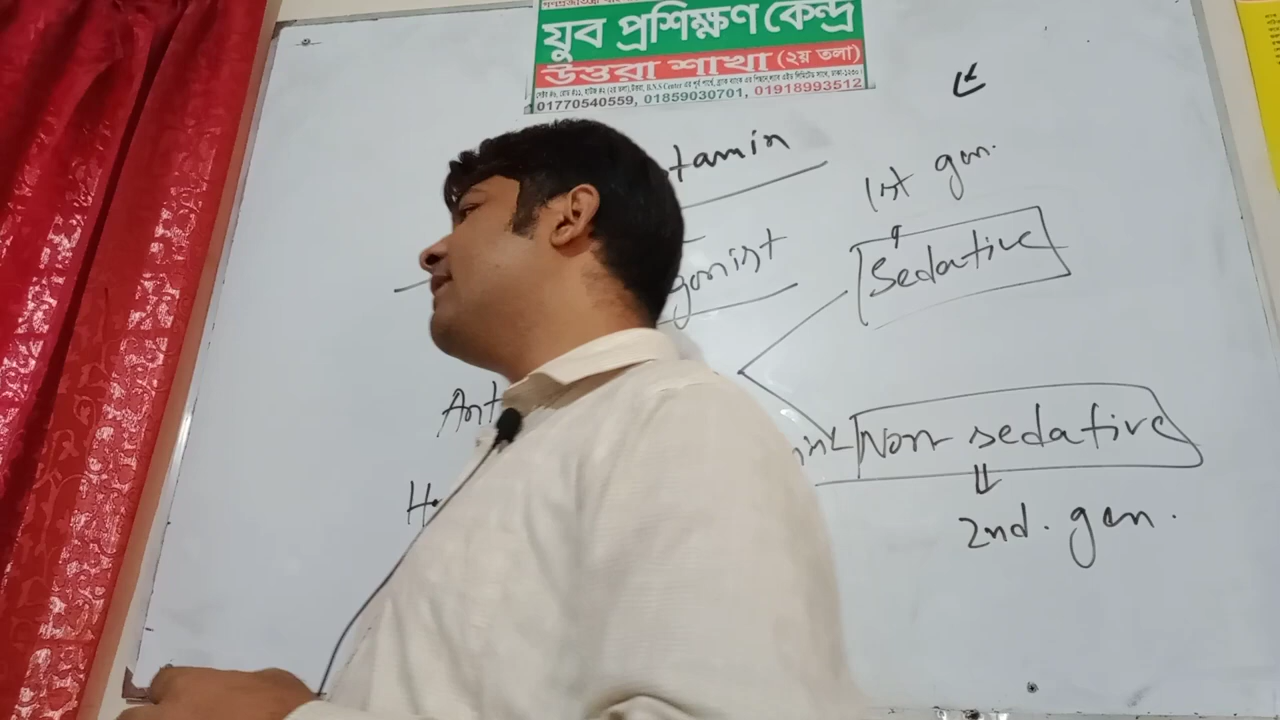 যুব প্রশিক্ষণ কেন্দ্র
উত্তরা শাখা (২য় তলা)
01770540559, 01859030701, 01918993512
tamin
1st gen.
gonist
Sedative
Ant
Non sedative
2nd. gen.